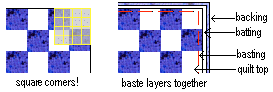 backing
batting
basting
quilt top
square corners!
baste layers together